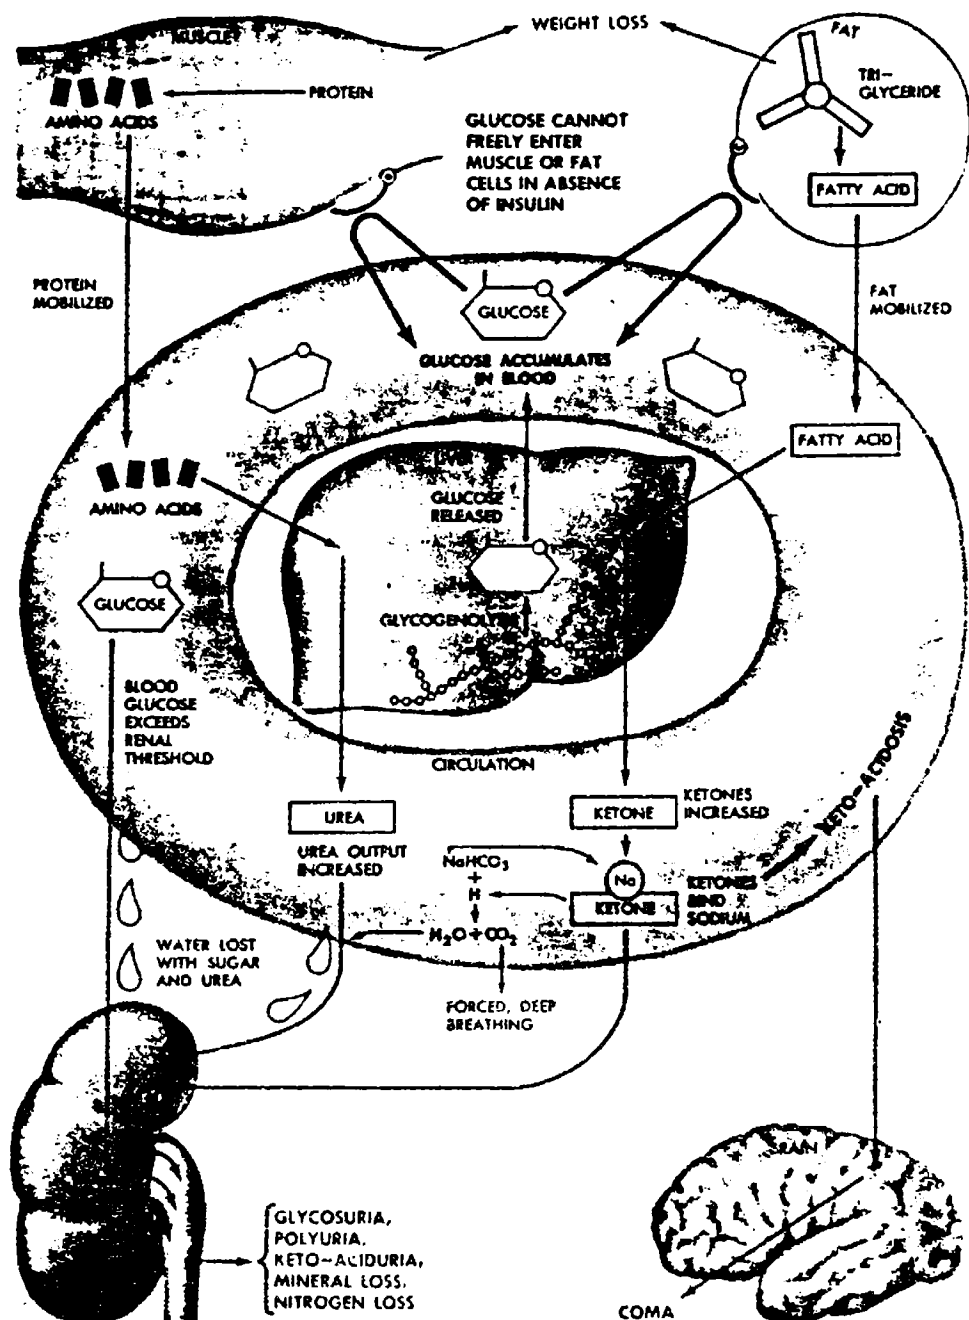 MUSCLE
WEIGHT LOSS
FAT
TRI-
GLYCERIDE
PROTEIN
AMINO ACIDS
GLUCOSE CANNOT
FREELY ENTER
MUSCLE OR FAT
CELLS IN ABSENCE
OF INSULIN
FATTY ACID
PROTEIN
MOBILIZED
FAT
MOBILIZED
GLUCOSE
GLUCOSE ACCUMULATES
IN BLOOD
FATTY ACID
AMINO ACIDS
GLUCOSE
RELEASED
GLUCOSE
BLOOD
GLUCOSE
EXCEEDS
RENAL
THRESHOLD
CIRCULATION
KETO-ACIDOSIS
UREA
UREA OUTPUT
INCREASED
KETONE
KETONES
INCREASED
NaHCO3
+
H
H2O+CO2
Na
KETONE
KETONES
BIND
SODIUM
WATER LOST
WITH SUGAR
AND UREA
FORCED, DEEP
BREATHING
GLYCOSURIA,
POLYURIA,
KETO-ACIDURIA,
MINERAL LOSS,
NITROGEN LOSS
COMA